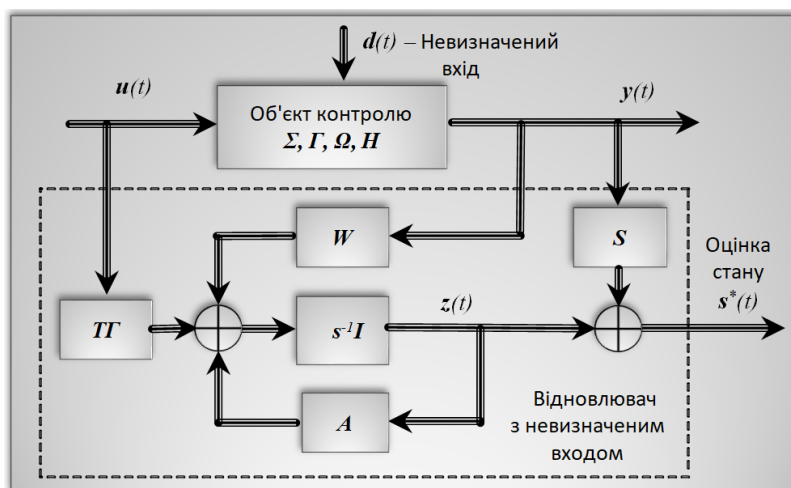 d(t) – Невизначений
вхід
u(t)
y(t)
Об'єкт контролю
Σ, Γ, Ω, H
W
S
Оцінка
стану
s*(t)
TΓ
s⁻¹I
z(t)
A
Відновлювач
з невизначеним
входом